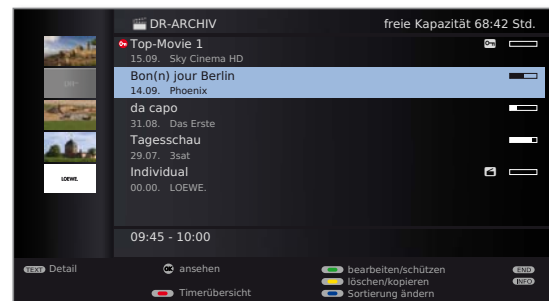 DR-ARCHIV freie Kapazität 68:42 Std.
Top-Movie 1
15.09. Sky Cinema HD
Bon(n) jour Berlin
14.09. Phoenix
da capo
31.08. Das Erste
Tagesschau
29.07. 3sat
LOEWE.
Individual
00.00. LOEWE.
09:45 - 10:00
TEXT Detail OK ansehen bearbeiten/schützen END
löschen/kopieren INFO
Timerübersicht Sortierung ändern